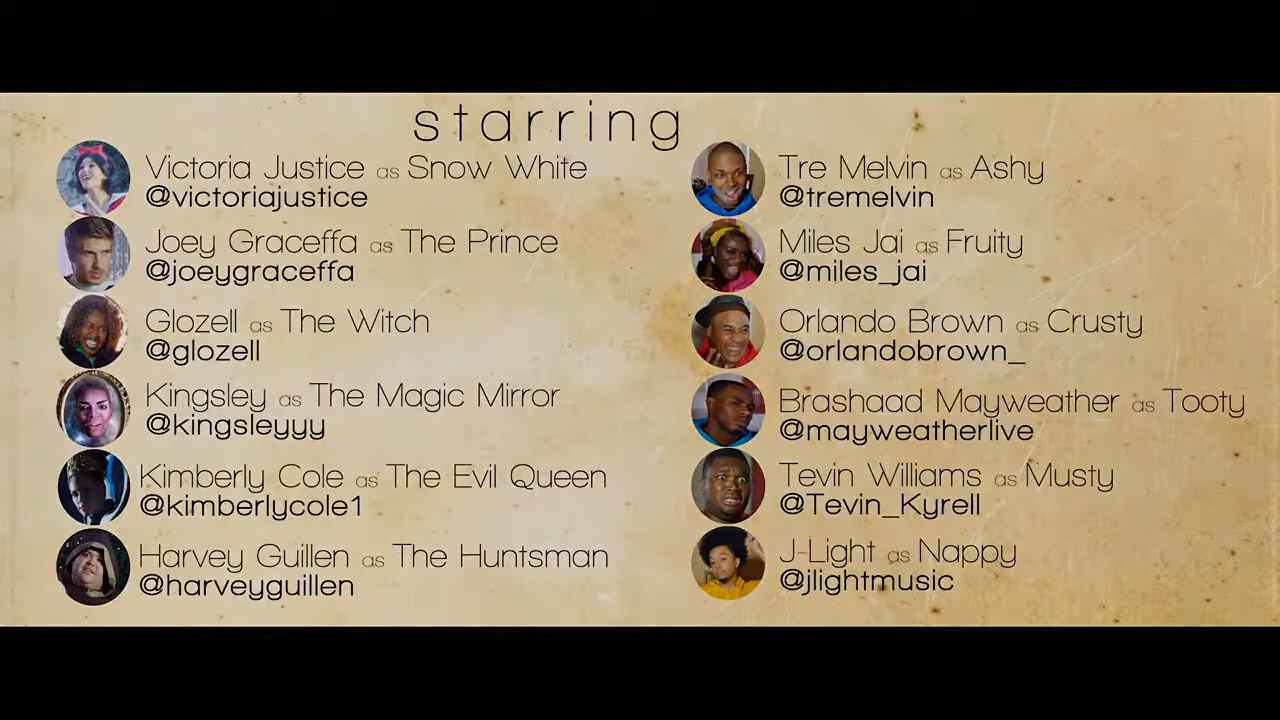 starring
Victoria Justice as Snow White
@victoriajustice
Joey Graceffa as The Prince
@joeygraceffa
Glozell as The Witch
@glozell
Kingsley as The Magic Mirror
@kingsleyyy
Kimberly Cole as The Evil Queen
@kimberlycole1
Harvey Guillen as The Huntsman
@harveyguillen
Tre Melvin as Ashy
@tremelvin
Miles Jai as Fruity
@miles_jai
Orlando Brown as Crusty
@orlandobrown_
Brashaad Mayweather as Tooty
@mayweatherlive
Tevin Williams as Musty
@Tevin_Kyrell
J-Light as Nappy
@jlightmusic